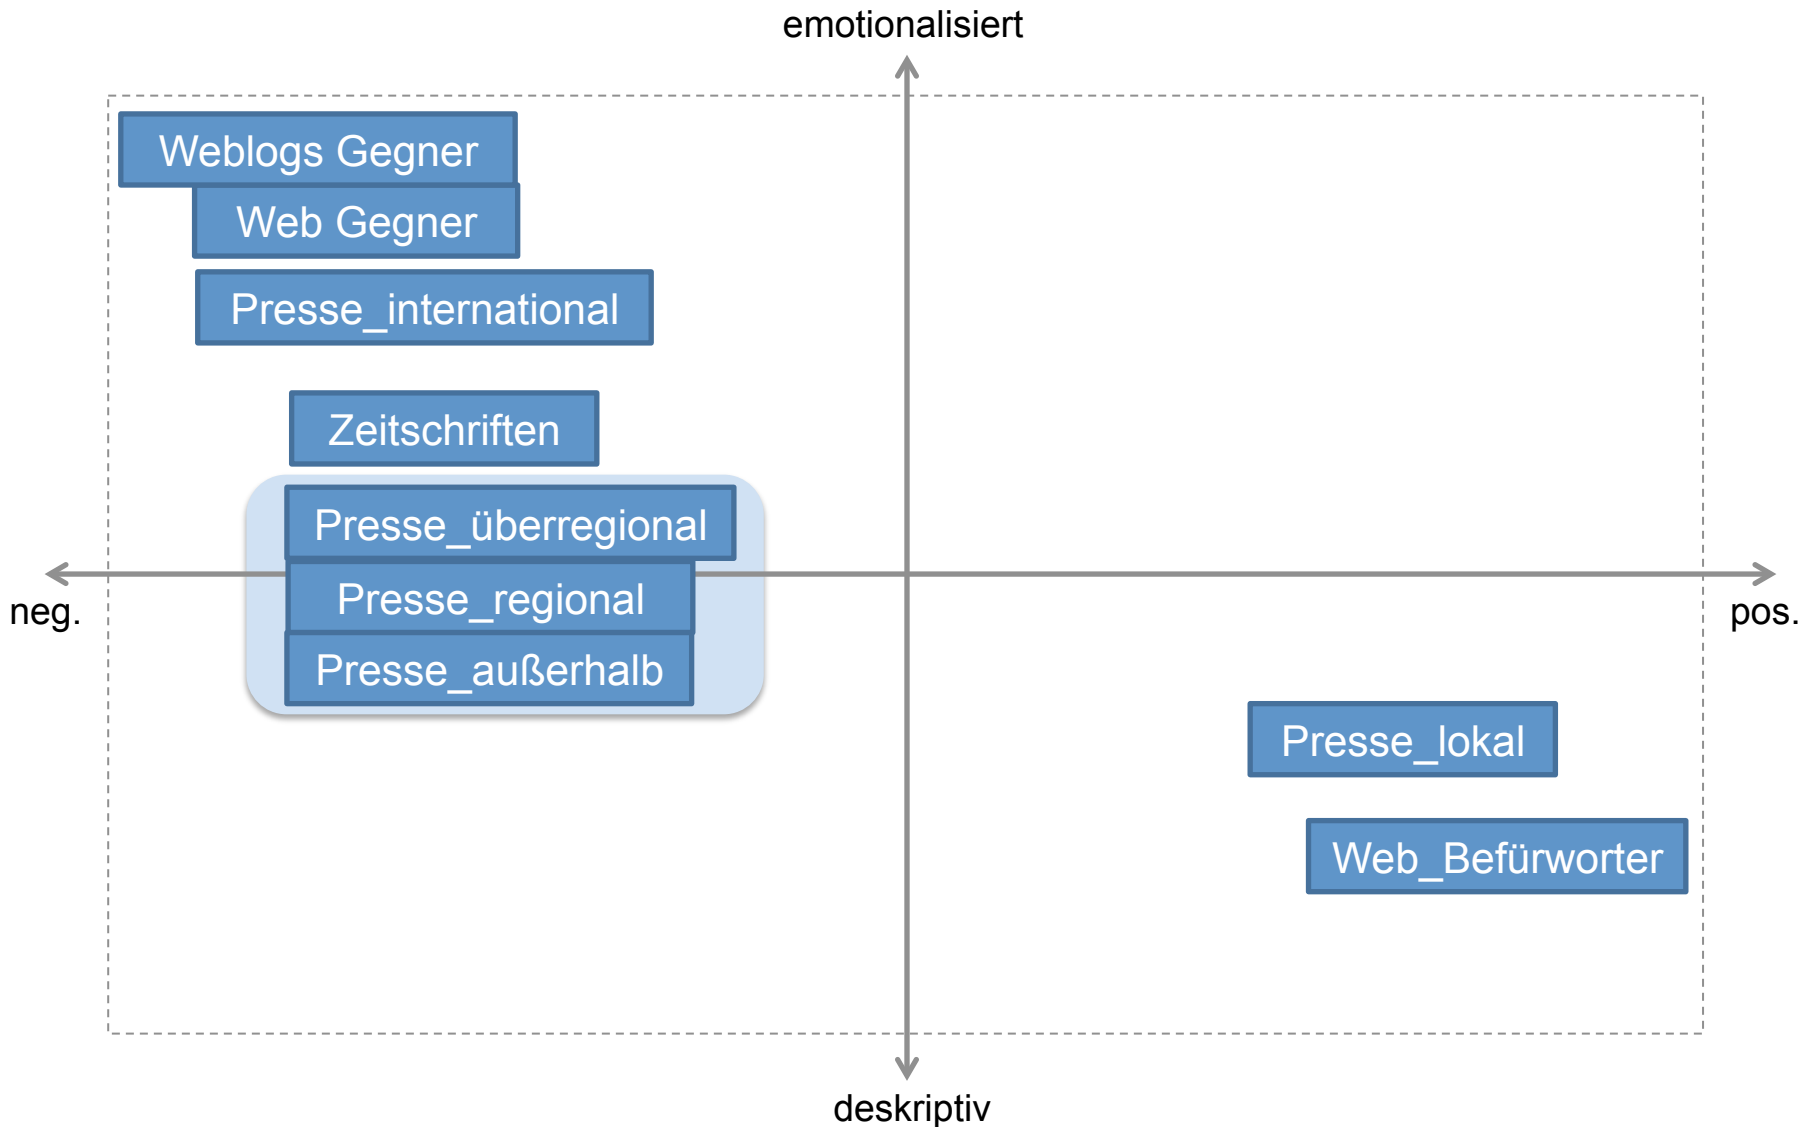 emotionalisiert
Weblogs Gegner
Web Gegner
Presse_international
Zeitschriften
Presse_überregional
Presse_regional
neg.
pos.
Presse_außerhalb
Presse_lokal
Web_Befürworter
deskriptiv